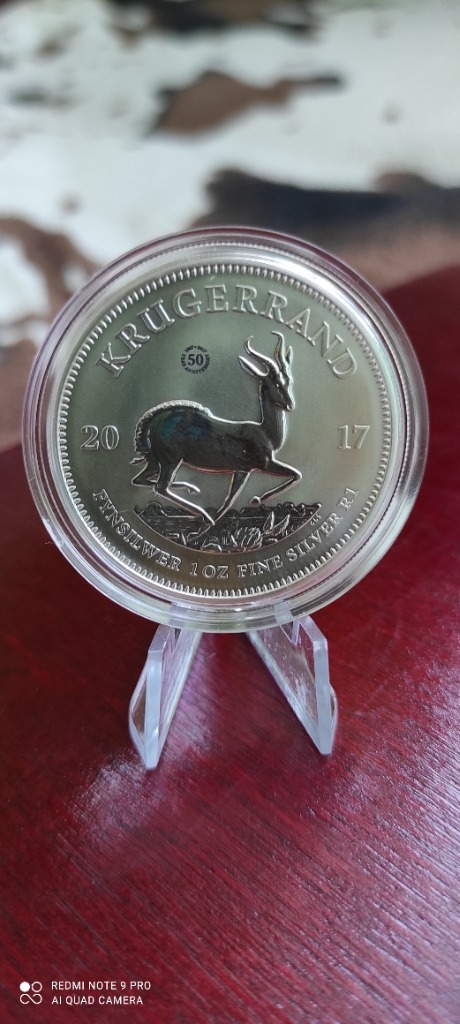 KRUGERRAND
50
20 17
FYNSILWER 1 OZ FINE SILVER R1
REDMI NOTE 9 PRO
AI QUAD CAMERA